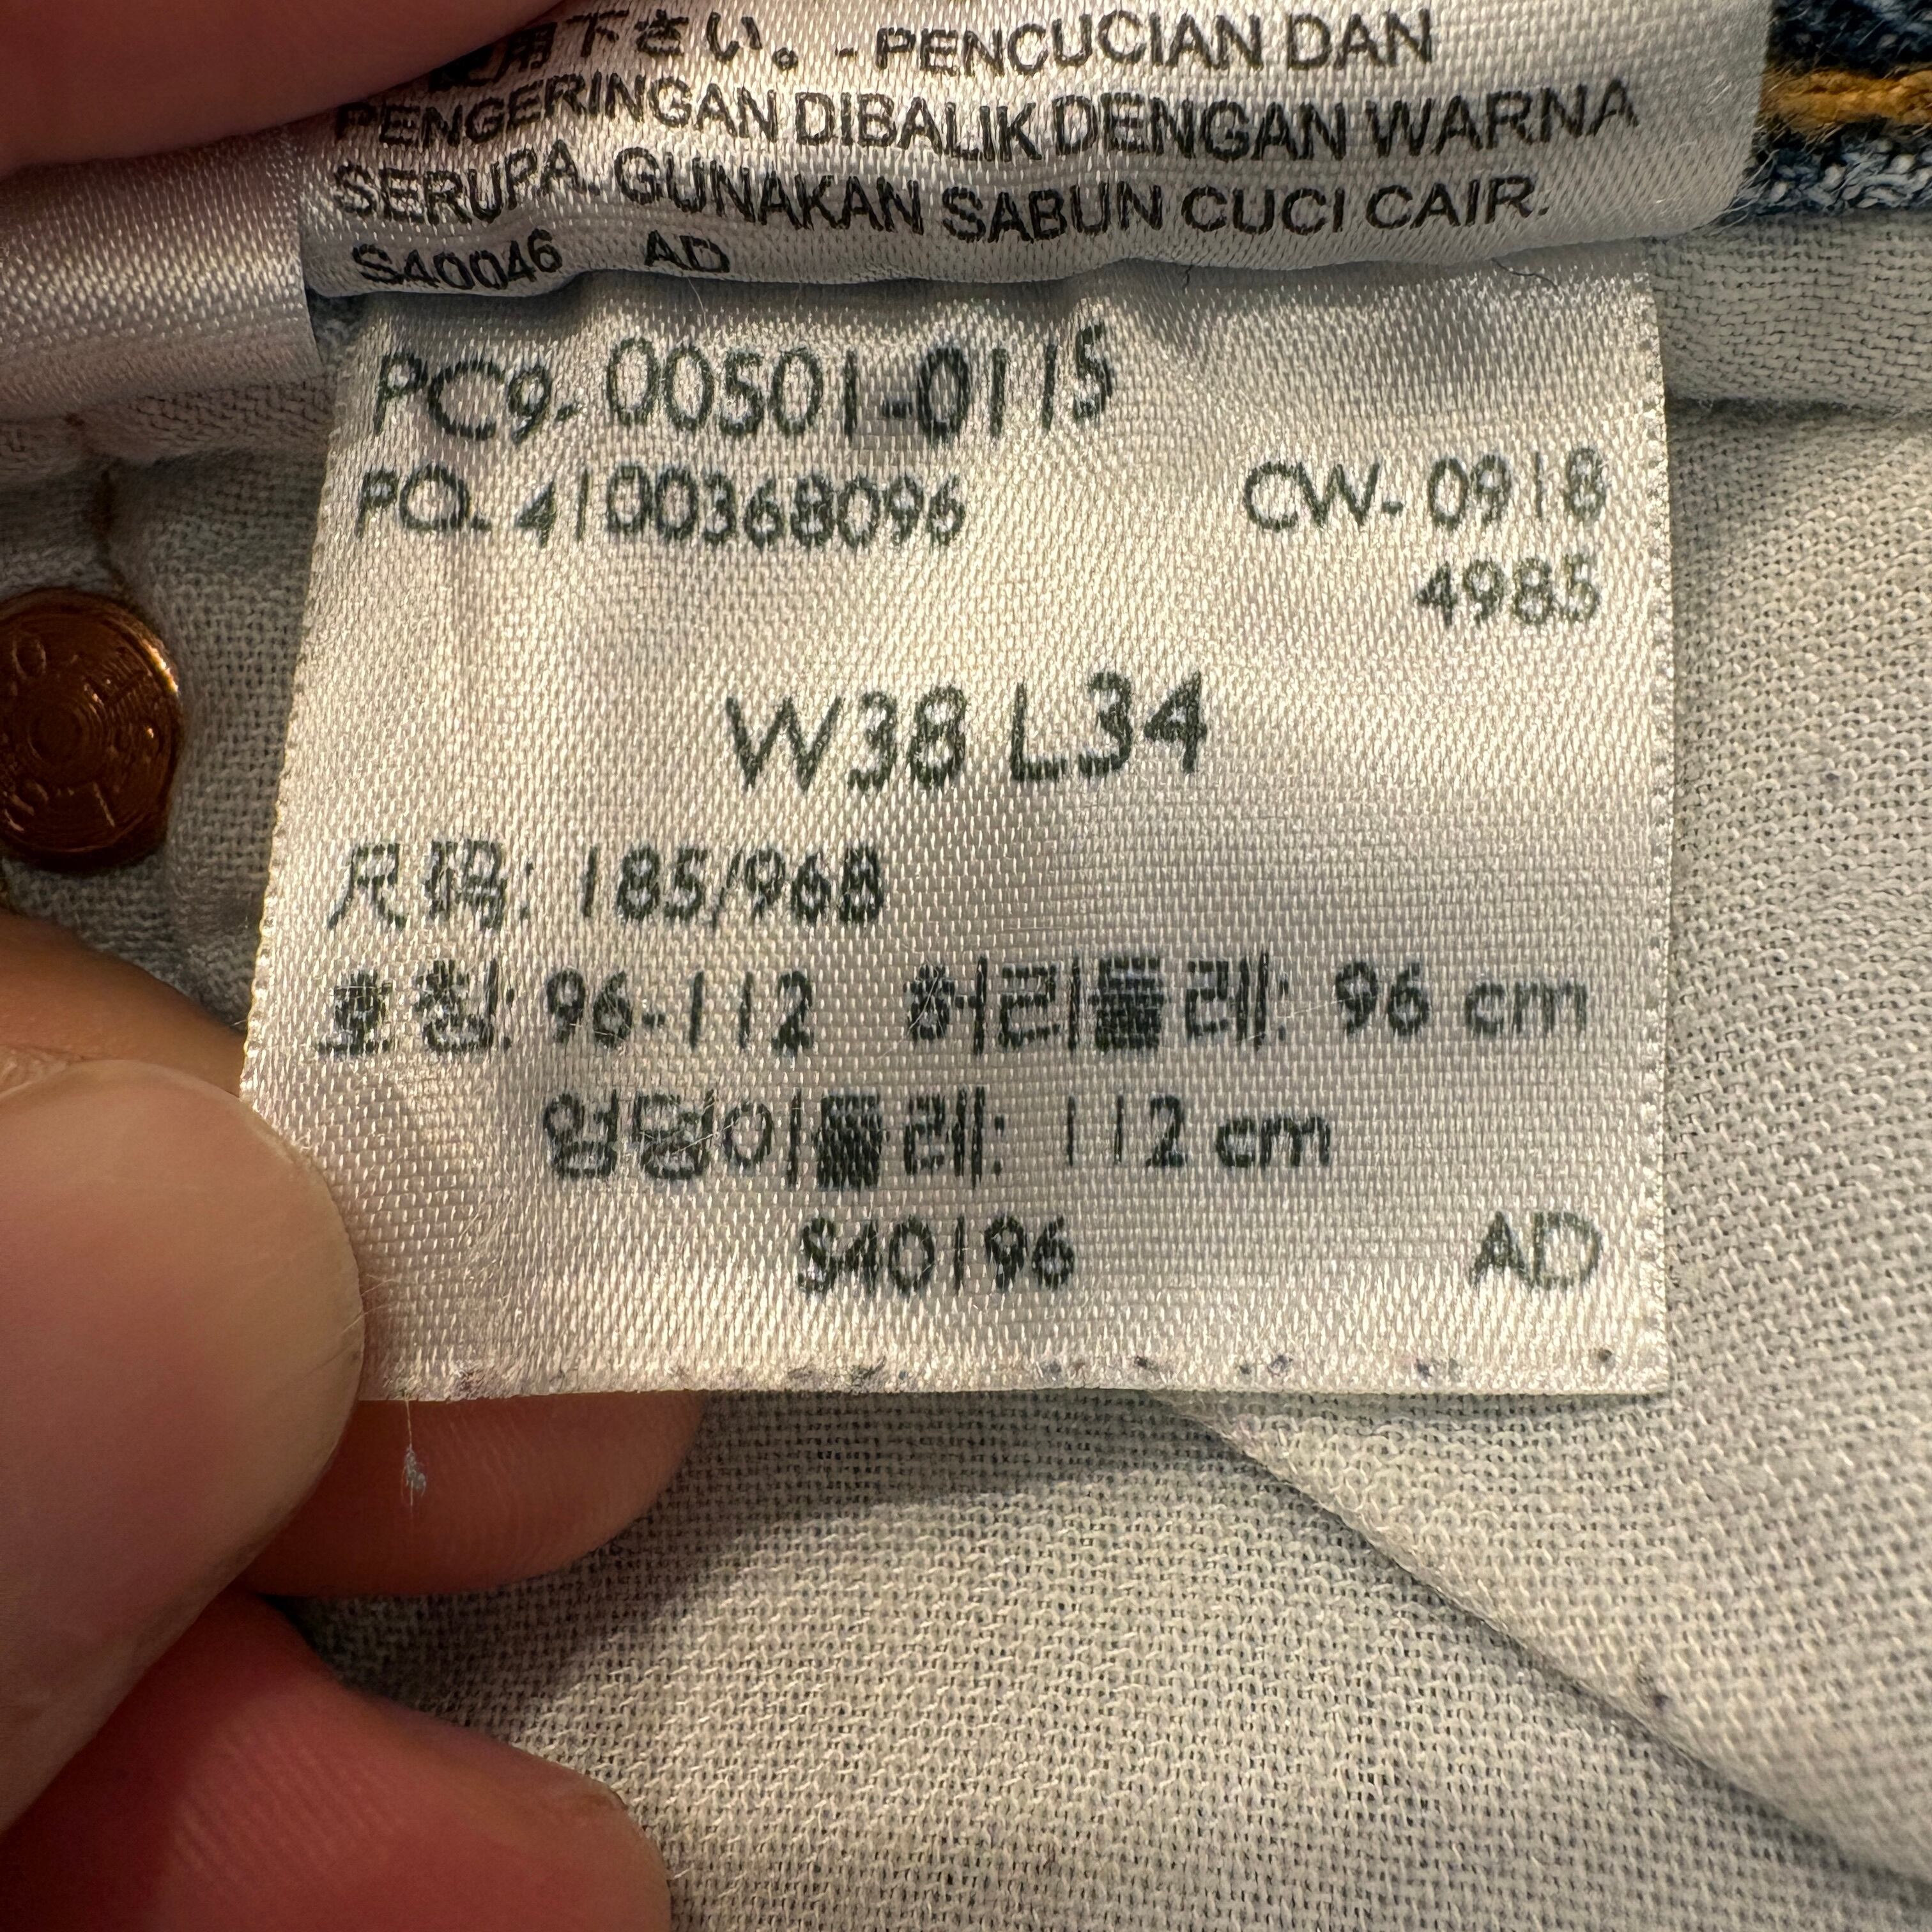 用下さい。 - PENCUCIAN DAN
PENGERINGAN DIBALIK DENGAN WARNA
SERUPA. GUNAKAN SABUN CUCI CAIR.
S40046 AD
PC9- 00501-0115
PO- 4100368096 CW- 0918
4985
W38 L34
尺码: 185/96B
호칭: 96-112 허리둘레: 96 cm
엉덩이둘레: 112 cm
S40196 AD